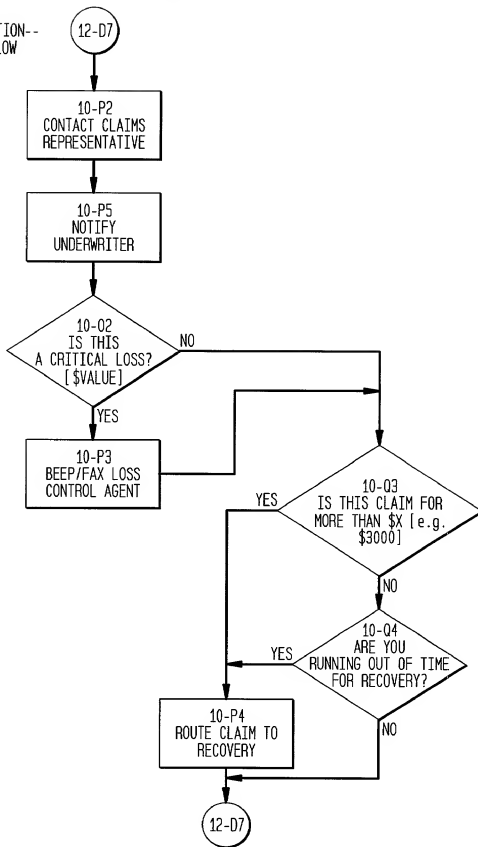 TION--
LOW
12-D7
10-P2
CONTACT CLAIMS
REPRESENTATIVE
10-P5
NOTIFY
UNDERWRITER
10-Q2
IS THIS
A CRITICAL LOSS?
[$VALUE]
NO
YES
10-P3
BEEP/FAX LOSS
CONTROL AGENT
10-Q3
IS THIS CLAIM FOR
MORE THAN $X [e.g.
$3000]
YES
NO
10-Q4
ARE YOU
RUNNING OUT OF TIME
FOR RECOVERY?
YES
NO
10-P4
ROUTE CLAIM TO
RECOVERY
12-D7